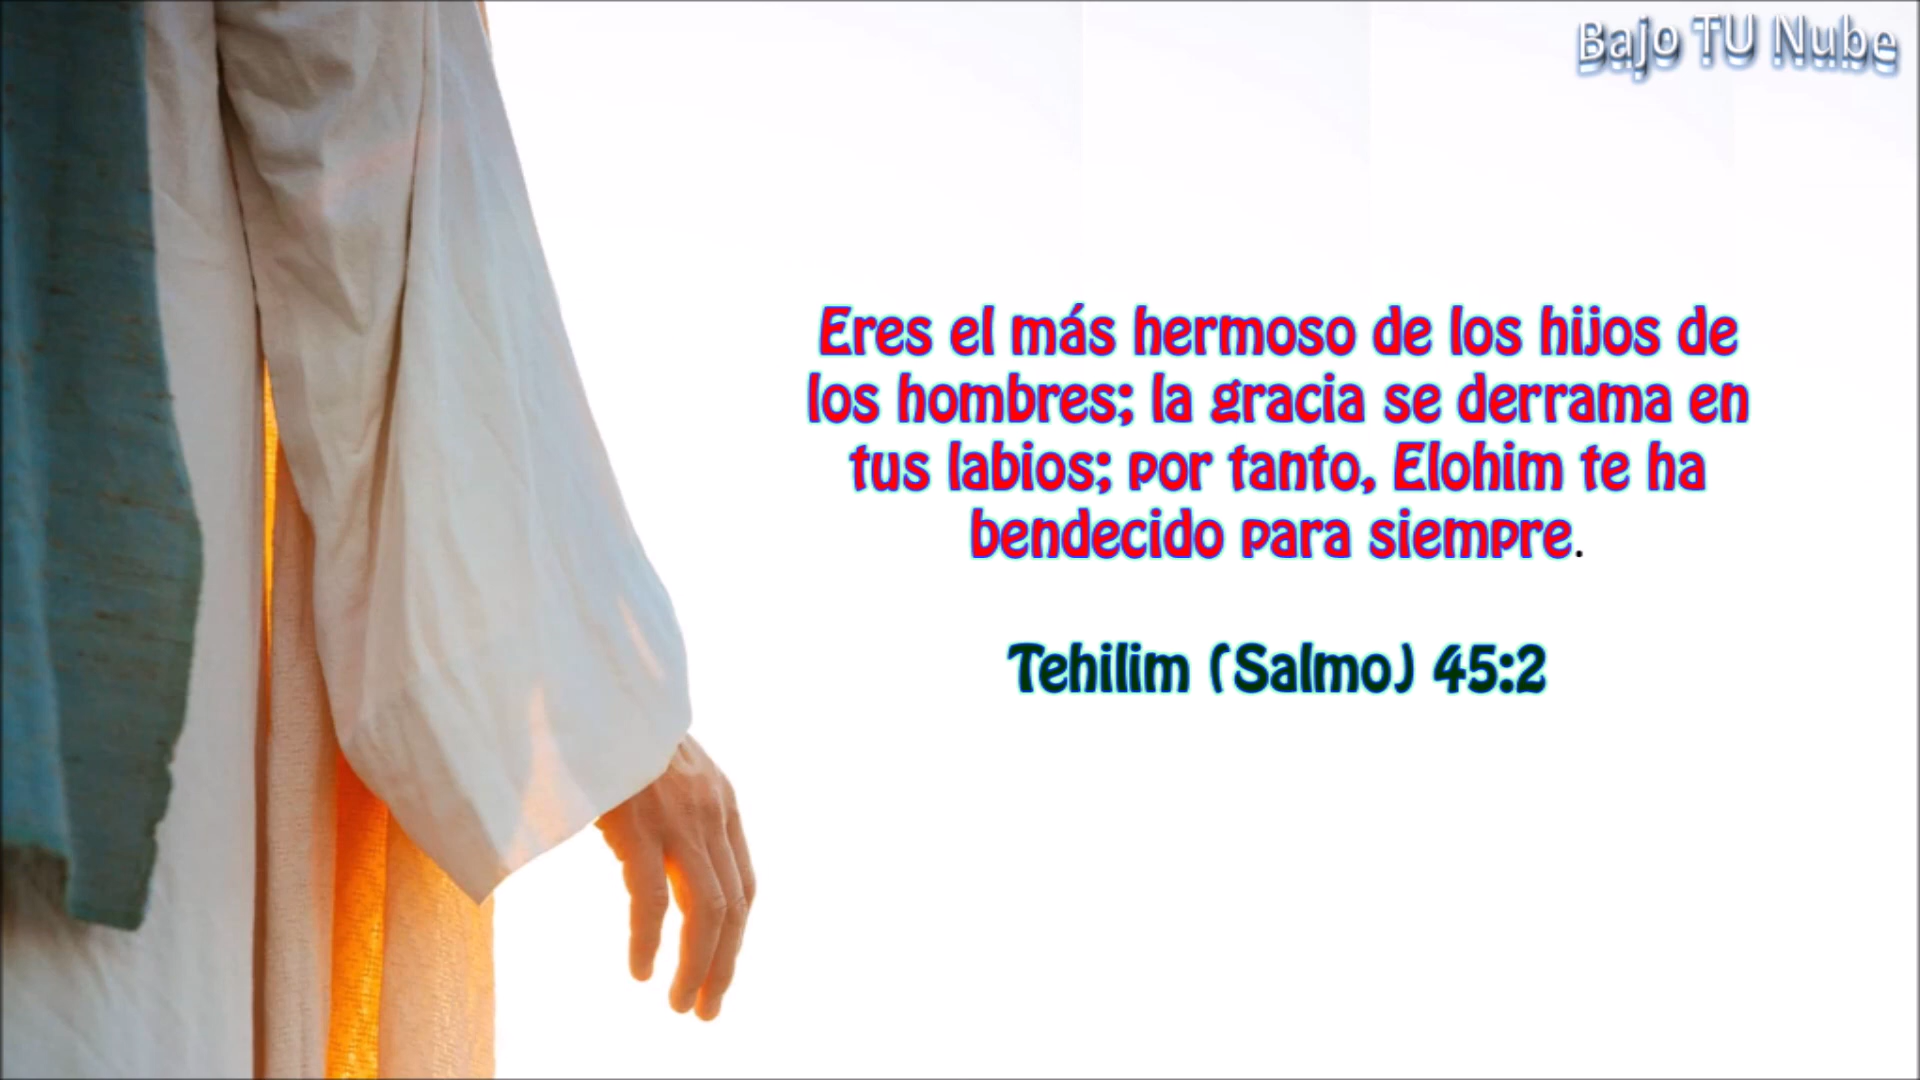 Bajo TU Nube
Eres el más hermoso de los hijos de
los hombres; la gracia se derrama en
tus labios; por tanto, Elohim te ha
bendecido para siempre.
Tehilim (Salmo) 45:2